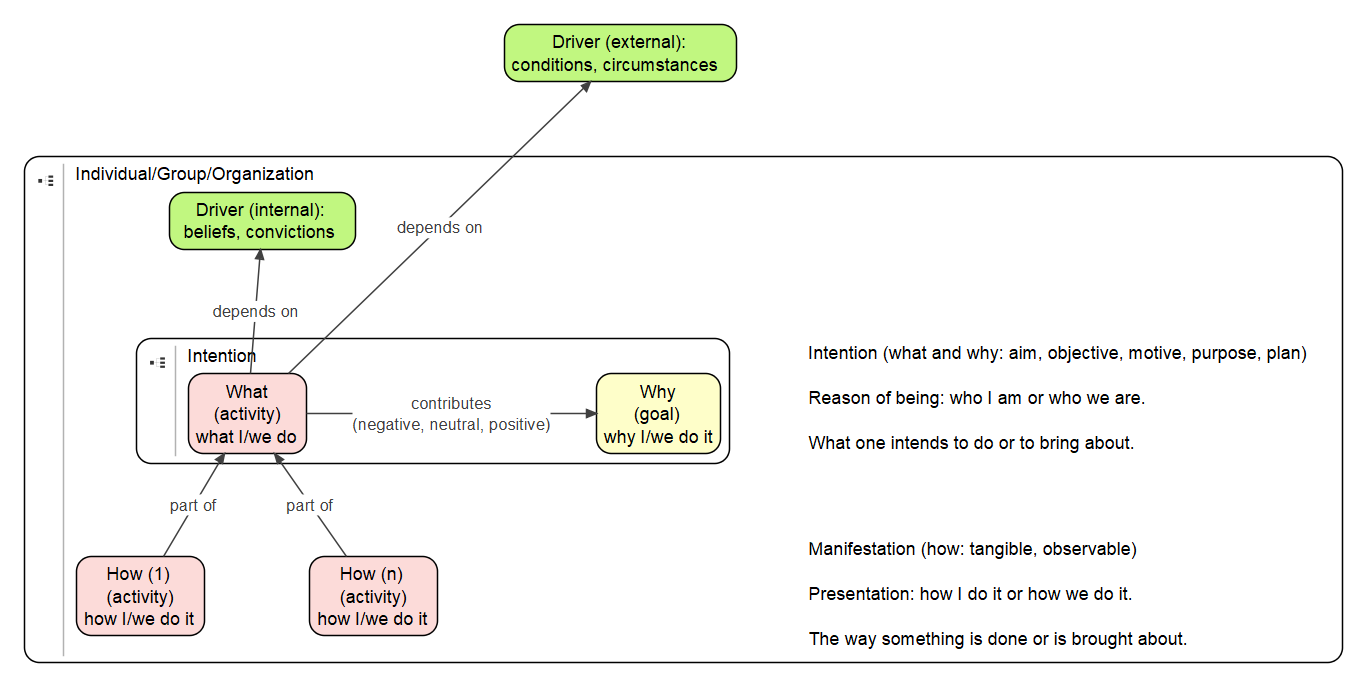 Driver (external):
conditions, circumstances
Individual/Group/Organization
Driver (internal):
beliefs, convictions
depends on
depends on
Intention
What
(activity)
what I/we do
contributes
(negative, neutral, positive)
Why
(goal)
why I/we do it
Intention (what and why: aim, objective, motive, purpose, plan)
Reason of being: who I am or who we are.
What one intends to do or to bring about.
part of
part of
How (1)
(activity)
how I/we do it
How (n)
(activity)
how I/we do it
Manifestation (how: tangible, observable)
Presentation: how I do it or how we do it.
The way something is done or is brought about.